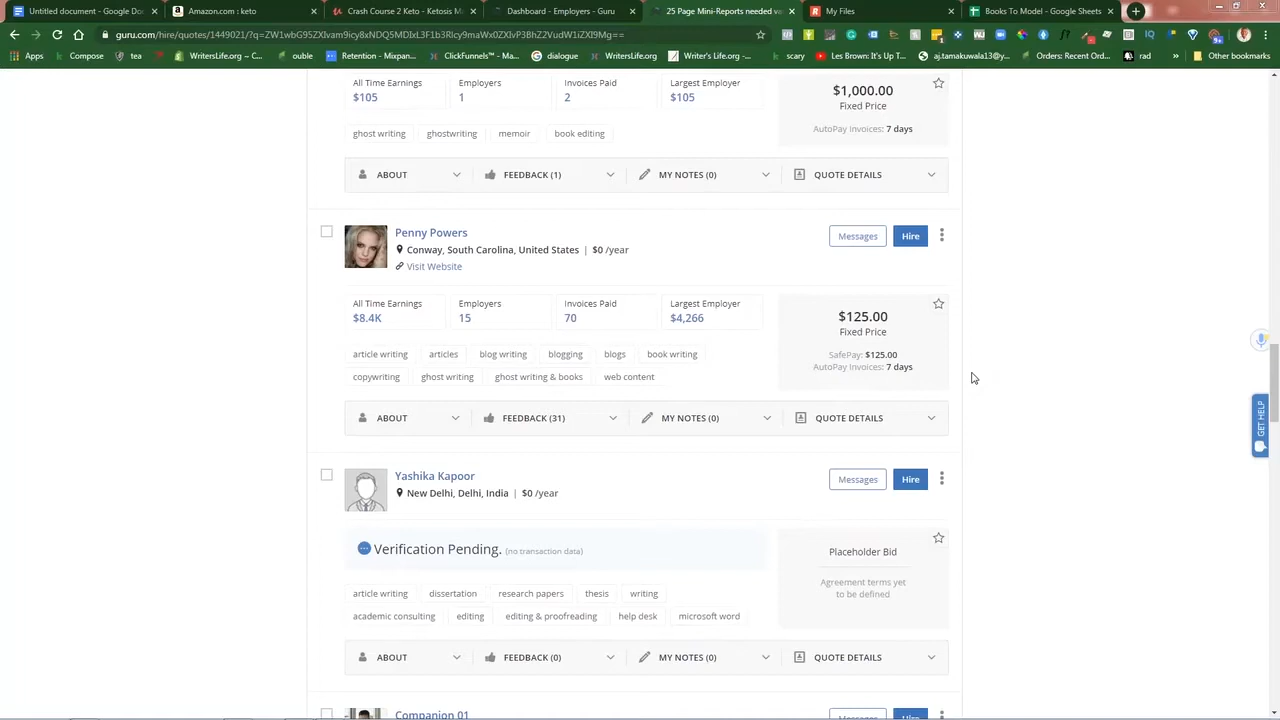 Untitled document - Google Do
Amazon.com : keto
Crash Course 2 Keto - Ketosis M
Dashboard - Employers - Guru
25 Page Mini-Reports needed w
My Files
Books To Model - Google Sheets
Apps
Compose
tea
WritersLife.org ~ C...
Retention - Mixpan...
ClickFunnels™ - Ma...
dialogue
WritersLife.org
Writer's Life.org -...
scary
Les Brown: It's Up T...
aj.tamakuwala13@y...
Orders: Order Rece...
rad
Other bookmarks
All Time Earnings
Employers
Invoices Paid
Largest Employer
$105
1
2
$105
$1,000.00
Fixed Price
AutoPay Invoices: 7 days
ghost writing
ghostwriting
memoir
book editing
ABOUT
FEEDBACK (1)
MY NOTES (0)
QUOTE DETAILS
Penny Powers
Conway, South Carolina, United States | $0 /year
Visit Website
Messages
Hire
All Time Earnings
Employers
Invoices Paid
Largest Employer
$8.4K
15
70
$4,266
$125.00
Fixed Price
SafePay: $125.00
AutoPay Invoices: 7 days
article writing
articles
blog writing
blogging
blogs
book writing
copywriting
ghost writing
ghost writing & books
web content
ABOUT
FEEDBACK (31)
MY NOTES (0)
QUOTE DETAILS
GET HELP
Yashika Kapoor
New Delhi, Delhi, India | $0 /year
Messages
Hire
Verification Pending. (no transaction data)
Placeholder Bid
Agreement terms yet
to be defined
article writing
dissertation
research papers
thesis
writing
academic consulting
editing
editing & proofreading
help desk
microsoft word
ABOUT
FEEDBACK (0)
MY NOTES (0)
QUOTE DETAILS
Companion 01
Messages
Hire